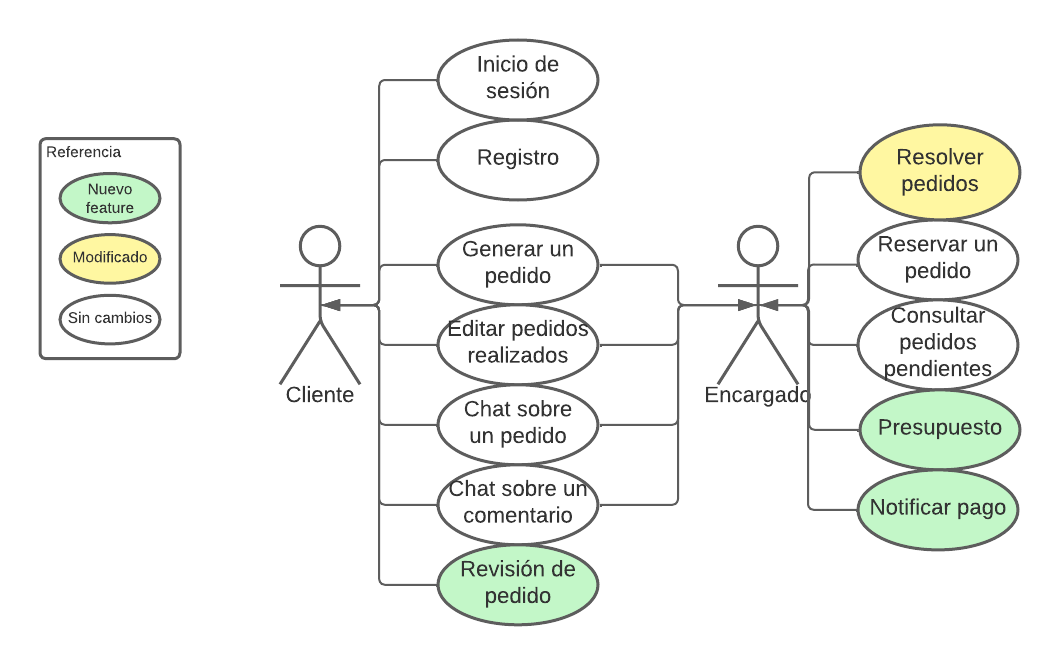 Referencia
Nuevo
feature
Modificado
Sin cambios
Cliente
Inicio de
sesión
Registro
Generar un
pedido
Editar pedidos
realizados
Chat sobre
un pedido
Chat sobre un
comentario
Revisión de
pedido
Encargado
Resolver
pedidos
Reservar un
pedido
Consultar
pedidos
pendientes
Presupuesto
Notificar pago